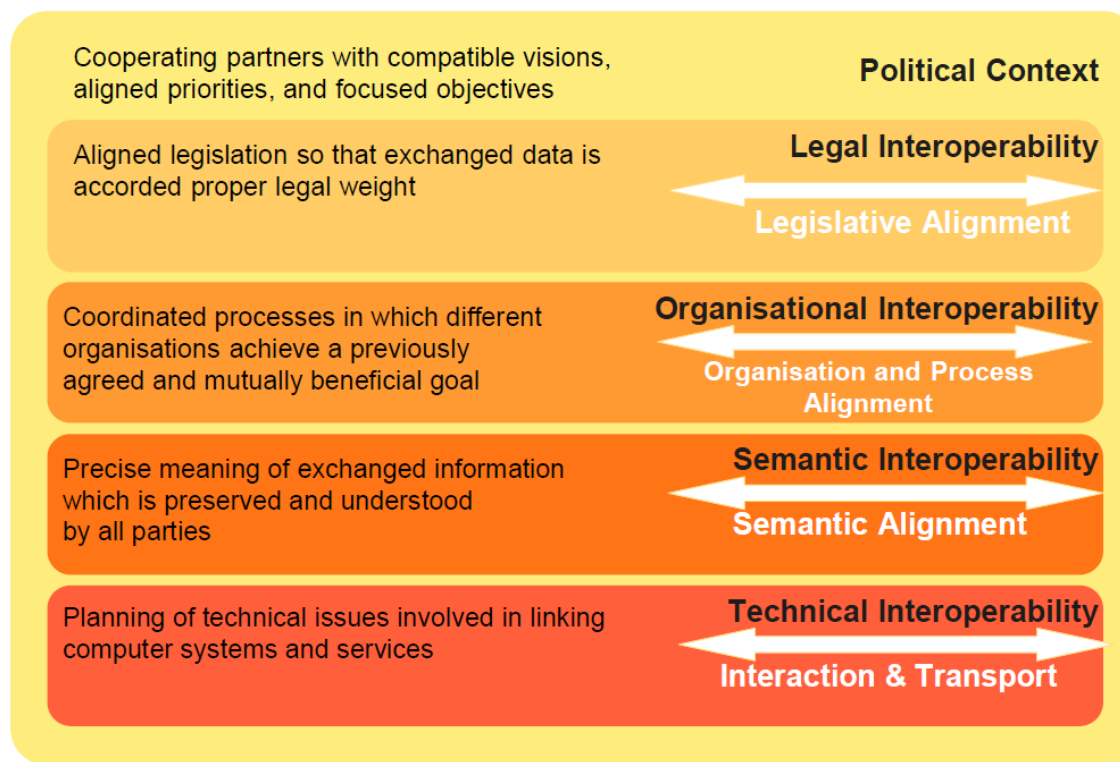 Cooperating partners with compatible visions,
aligned priorities, and focused objectives
Political Context
Aligned legislation so that exchanged data is
accorded proper legal weight
Legal Interoperability
Legislative Alignment
Coordinated processes in which different
organisations achieve a previously
agreed and mutually beneficial goal
Organisational Interoperability
Organisation and Process
Alignment
Precise meaning of exchanged information
which is preserved and understood
by all parties
Semantic Interoperability
Semantic Alignment
Planning of technical issues involved in linking
computer systems and services
Technical Interoperability
Interaction & Transport